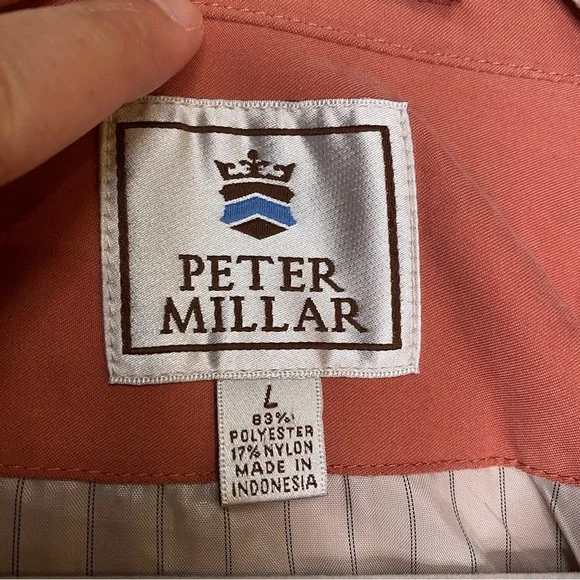 PETER
MILLAR
L
83%
POLYESTER
17% NYLON
MADE IN
INDONESIA